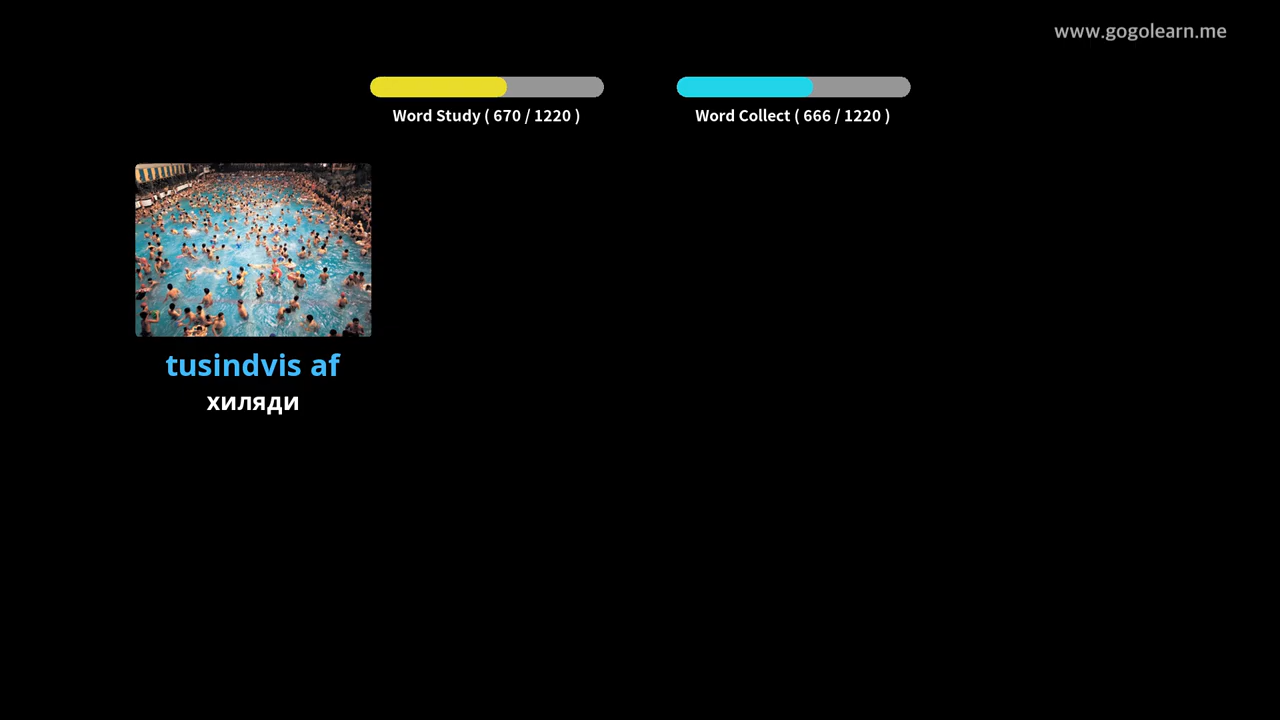 www.gogolearn.me
Word Study ( 670 / 1220 )
Word Collect ( 666 / 1220 )
tusindvis af
хиляди